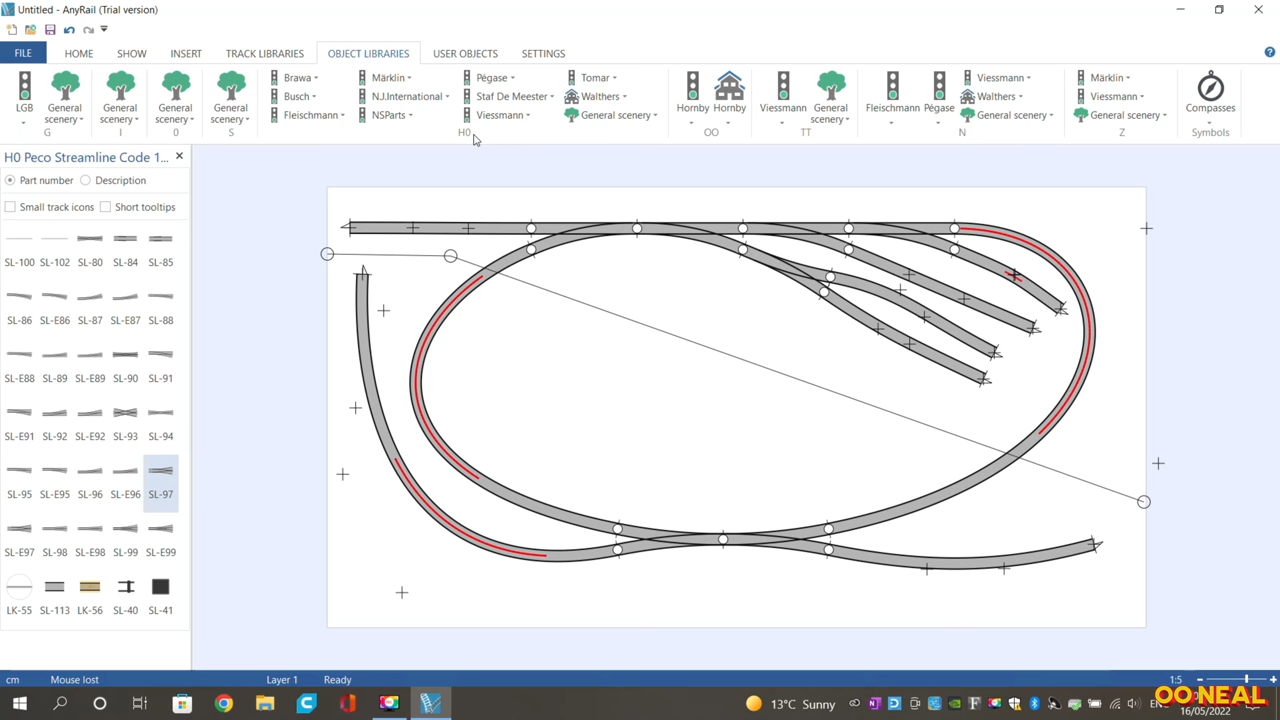 Untitled - AnyRail (Trial version)
FILE HOME SHOW INSERT TRACK LIBRARIES OBJECT LIBRARIES USER OBJECTS SETTINGS
LGB
General scenery
G
General scenery
I
General scenery
0
General scenery
S
Brawa
Busch
Fleischmann
Märklin
N.J.International
NSParts
Pégase
Staf De Meester
Viessmann
Tomar
Walthers
General scenery
H0
Hornby
Hornby
OO
Viessmann
General scenery
TT
Fleischmann
Pégase
Viessmann
Walthers
General scenery
N
Märklin
Viessmann
General scenery
Z
Compasses
Symbols
H0 Peco Streamline Code 1...
Part number Description
Small track icons Short tooltips
SL-100 SL-102 SL-80 SL-84 SL-85
SL-86 SL-E86 SL-87 SL-E87 SL-88
SL-E88 SL-89 SL-E89 SL-90 SL-91
SL-E91 SL-92 SL-E92 SL-93 SL-94
SL-95 SL-E95 SL-96 SL-E96 SL-97
SL-E97 SL-98 SL-E98 SL-99 SL-E99
LK-55 SL-113 LK-56 SL-40 SL-41
cm Mouse lost Layer 1 Ready 1:5
13°C Sunny
OO NEAL
16/05/2022